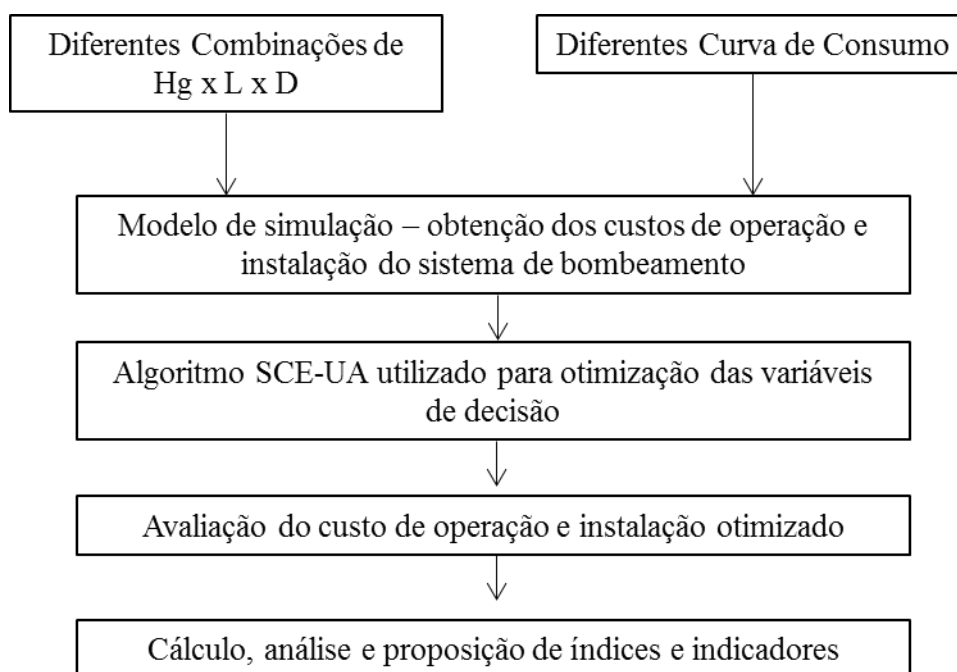 Diferentes Combinações de
Hg x L x D
Diferentes Curva de Consumo
Modelo de simulação – obtenção dos custos de operação e
instalação do sistema de bombeamento
Algoritmo SCE-UA utilizado para otimização das variáveis
de decisão
Avaliação do custo de operação e instalação otimizado
Cálculo, análise e proposição de índices e indicadores